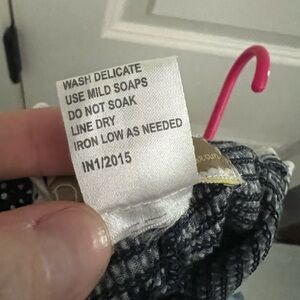 WASH DELICATE
USE MILD SOAPS
DO NOT SOAK
LINE DRY
IRON LOW AS NEEDED
IN1/2015